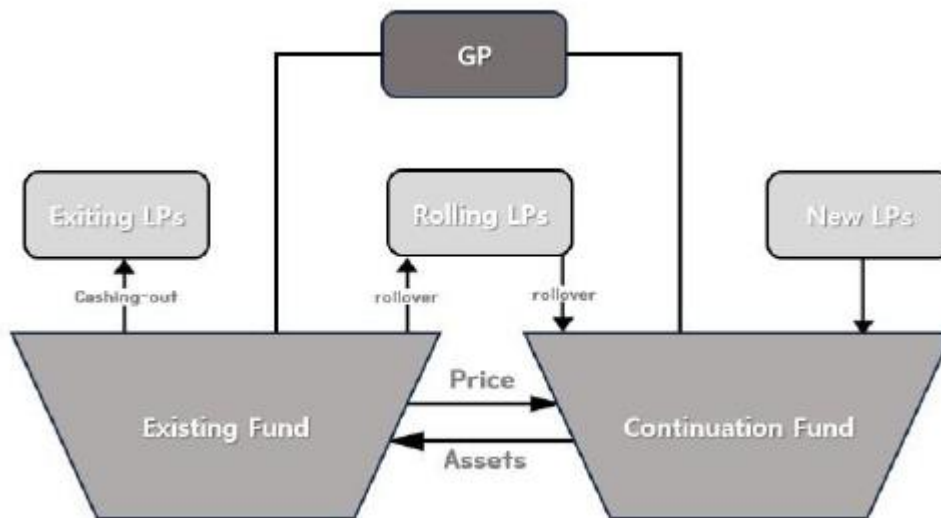 GP
Exiting LPs
Rolling LPs
New LPs
Cashing-out
rollover
rollover
Price
Existing Fund
Continuation Fund
Assets